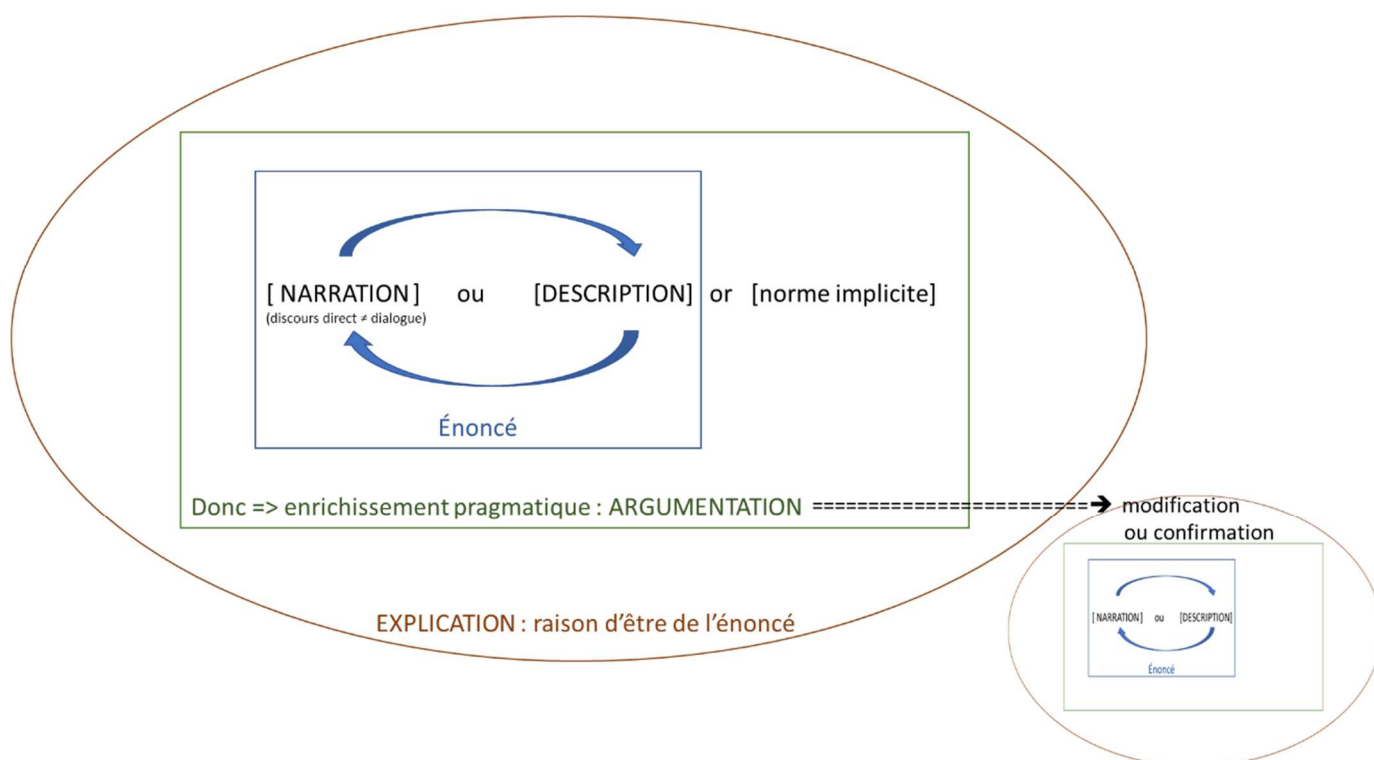 [ NARRATION ] ou [DESCRIPTION] or [norme implicite]
(discours direct ≠ dialogue)
Énoncé
Donc => enrichissement pragmatique : ARGUMENTATION ======================➔ modification
ou confirmation
EXPLICATION : raison d’être de l’énoncé
[ NARRATION ] ou [DESCRIPTION]
Énoncé